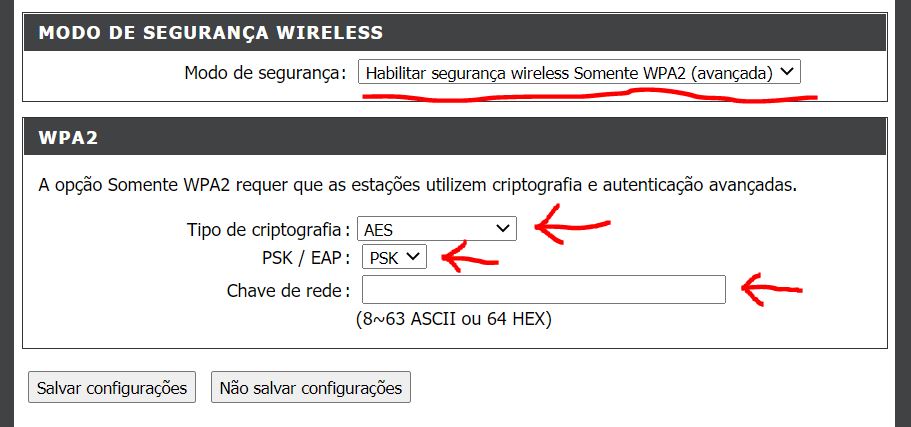 MODO DE SEGURANÇA WIRELESS
Modo de segurança: Habilitar segurança wireless Somente WPA2 (avançada)
WPA2
A opção Somente WPA2 requer que as estações utilizem criptografia e autenticação avançadas.
Tipo de criptografia: AES
PSK / EAP: PSK
Chave de rede:
(8~63 ASCII ou 64 HEX)
Salvar configurações Não salvar configurações